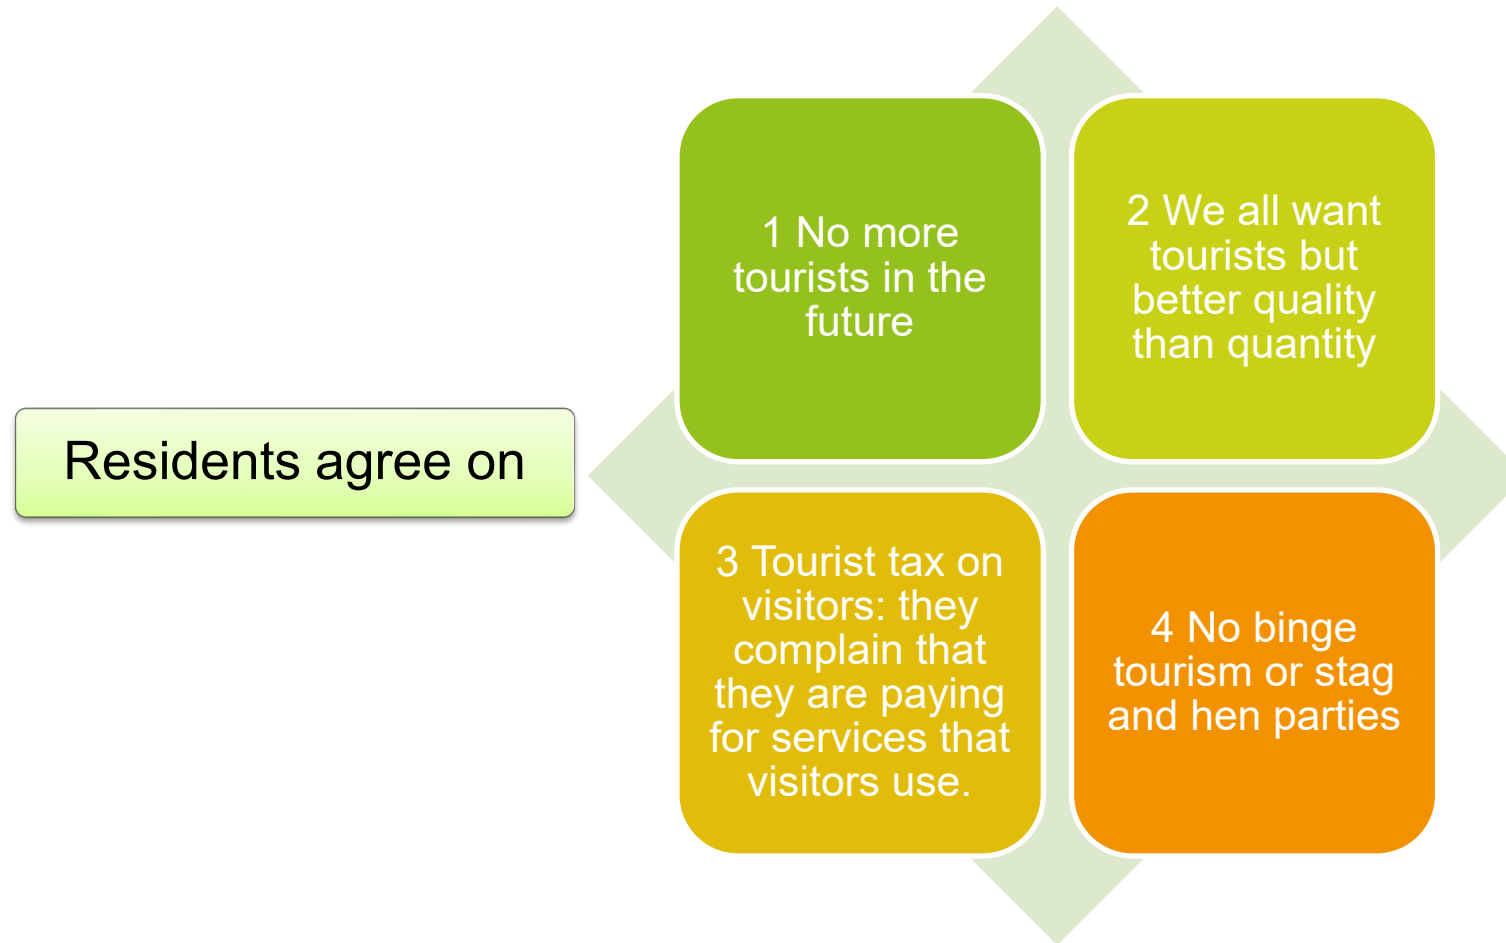 Residents agree on
1 No more
tourists in the
future
2 We all want
tourists but
better quality
than quantity
3 Tourist tax on
visitors: they
complain that
they are paying
for services that
visitors use.
4 No binge
tourism or stag
and hen parties